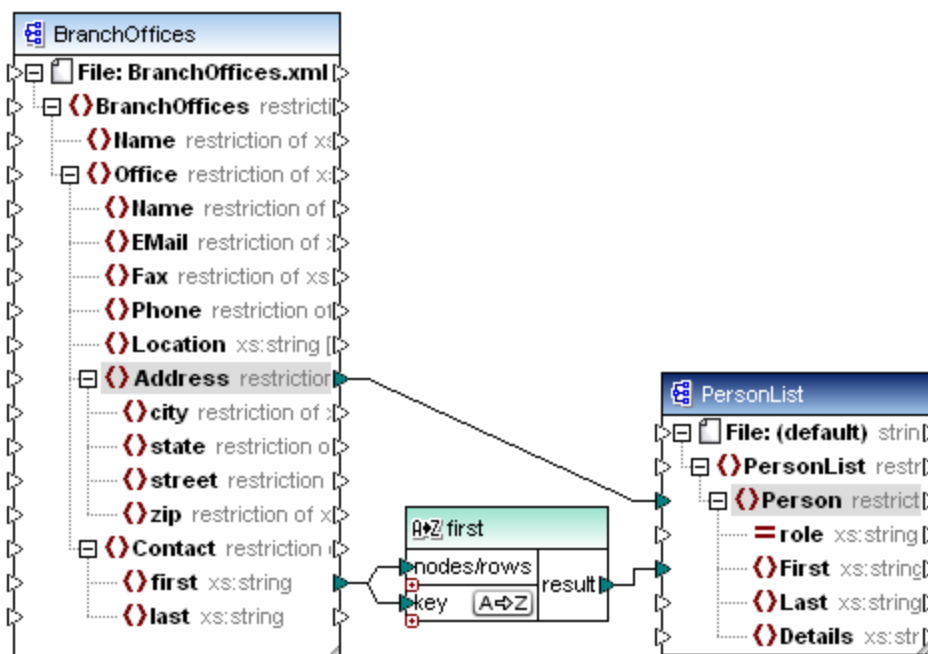 BranchOffices
File: BranchOffices.xml
BranchOffices restricti
Name restriction of xs
Office restriction of x
Name restriction of
EMail restriction of
Fax restriction of xs
Phone restriction of
Location xs:string [
Address restriction
city restriction of
state restriction o
street restriction
zip restriction of x
Contact restriction
first xs:string
last xs:string
A Z first
nodes/rows
key A⇨Z
result
PersonList
File: (default) strin
PersonList restr
Person restrict
role xs:string
First xs:string
Last xs:string
Details xs:str